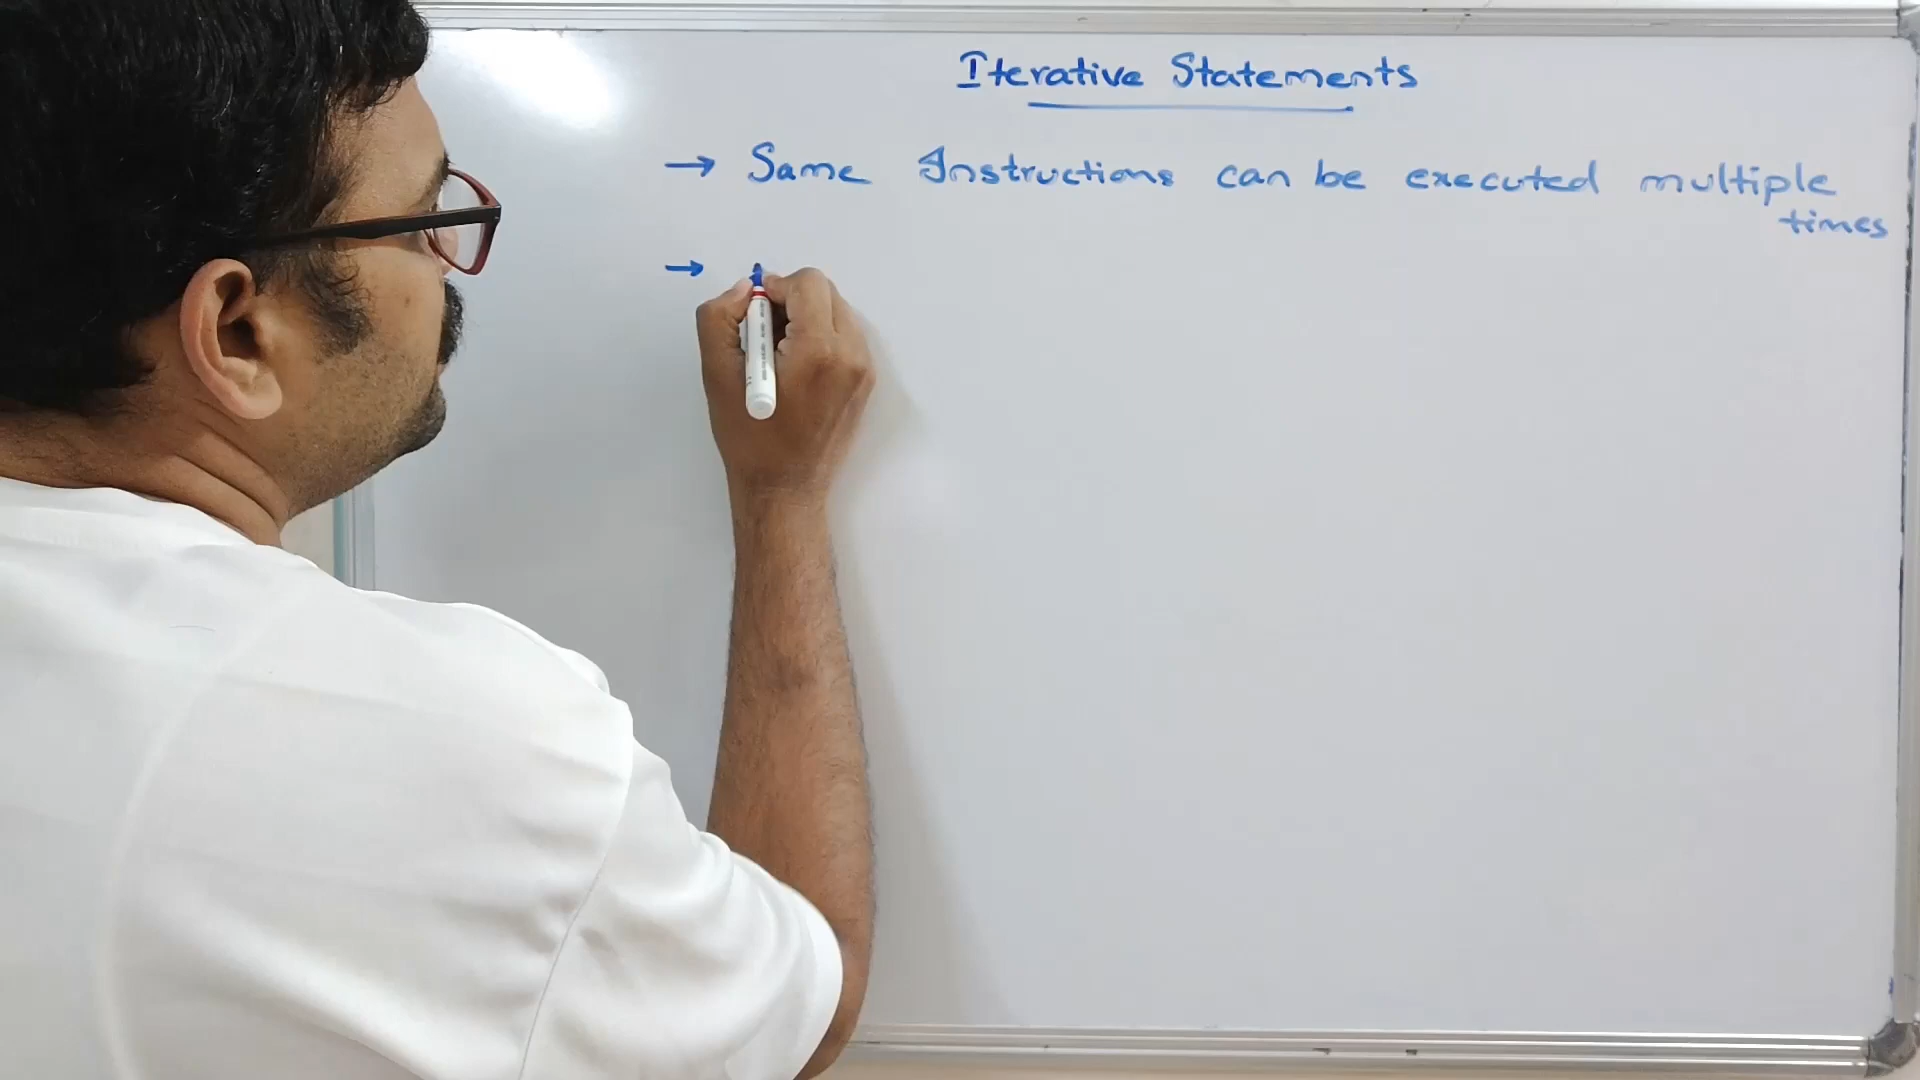 Iterative Statements
→ Same Instructions can be executed multiple
times
→